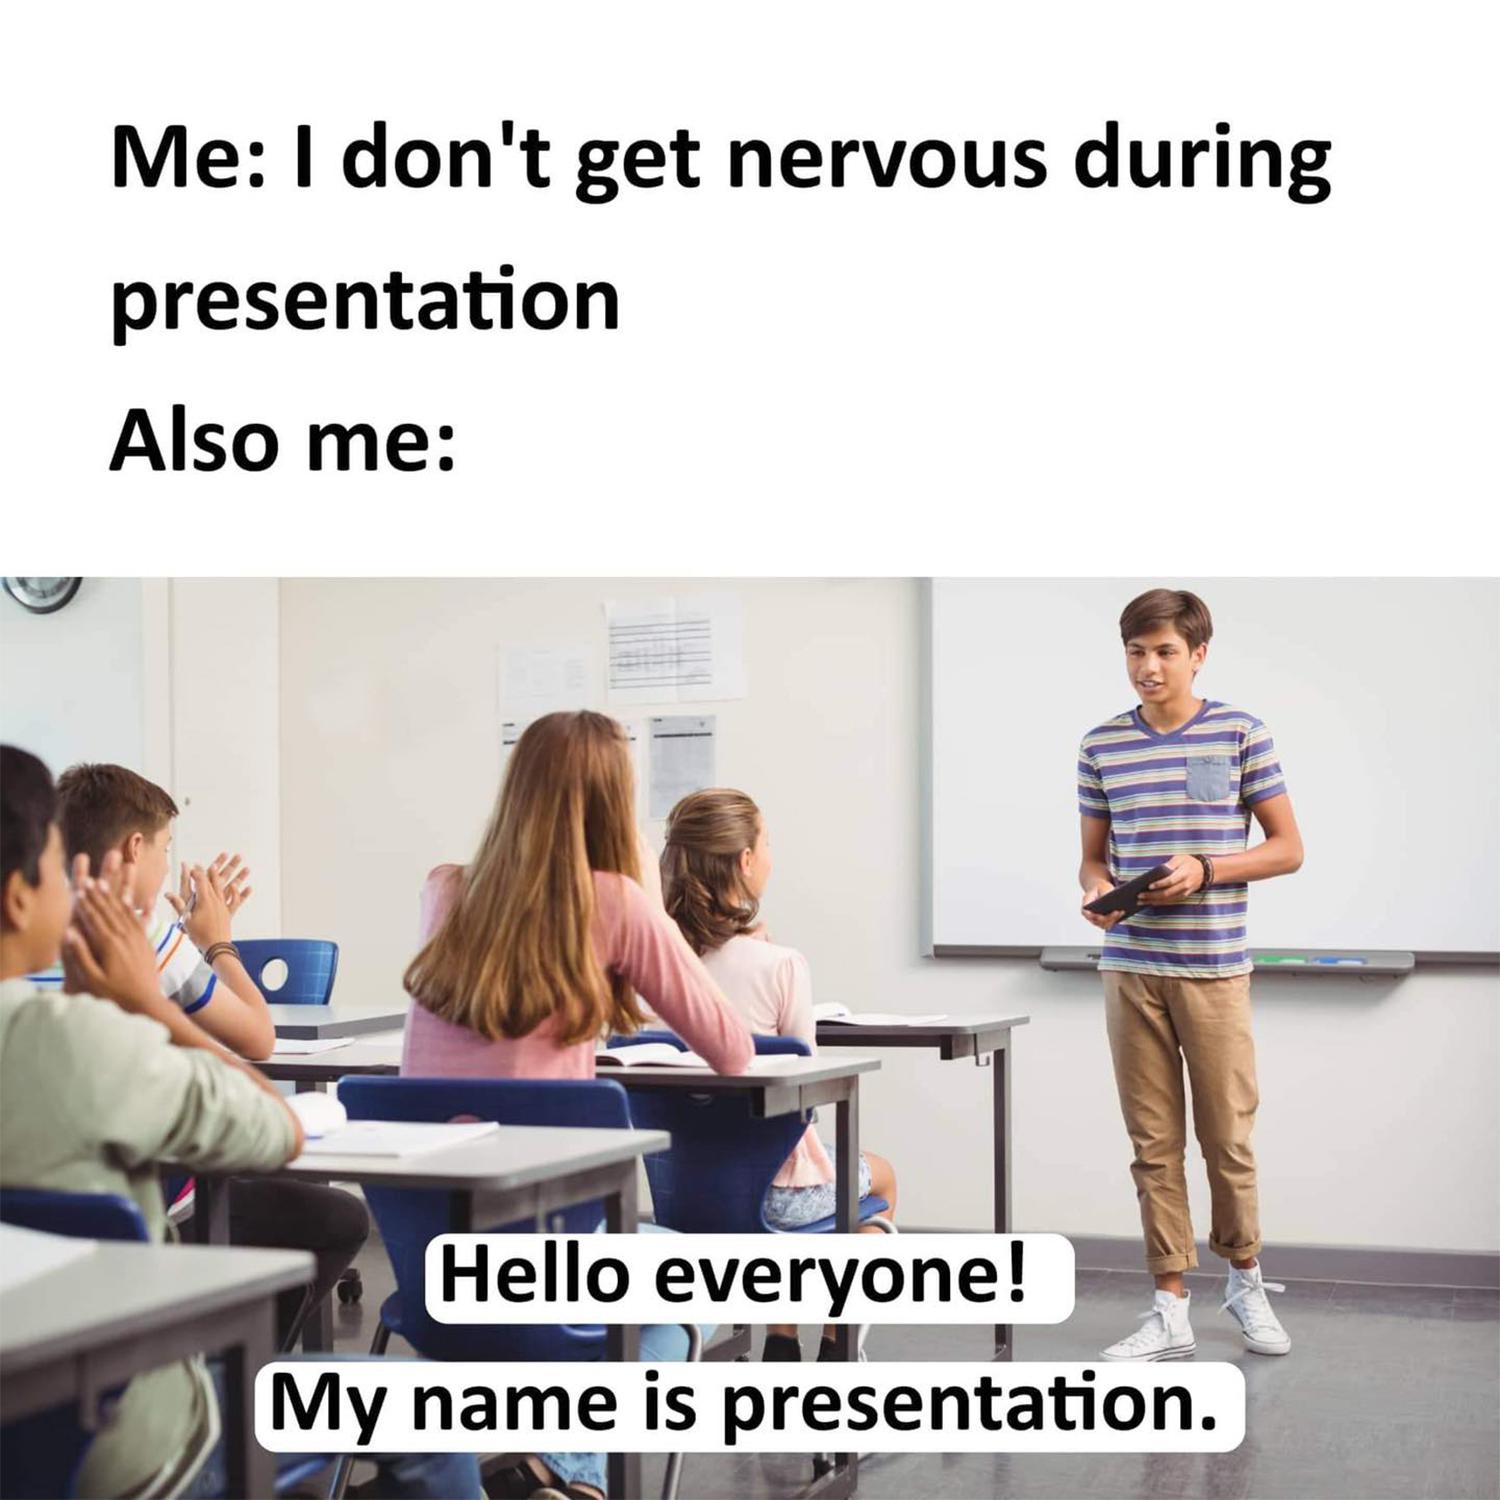 Me: I don't get nervous during
presentation
Also me:
Hello everyone!
My name is presentation.